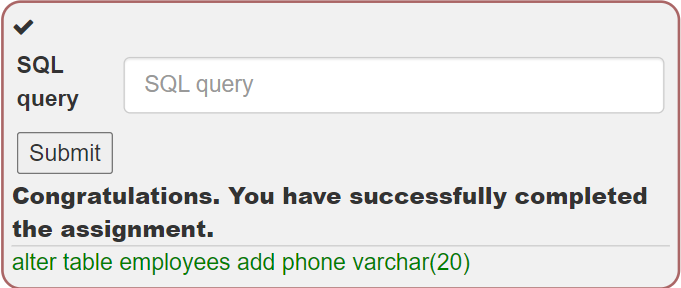 SQL
query
SQL query
Submit
Congratulations. You have successfully completed
the assignment.
alter table employees add phone varchar(20)